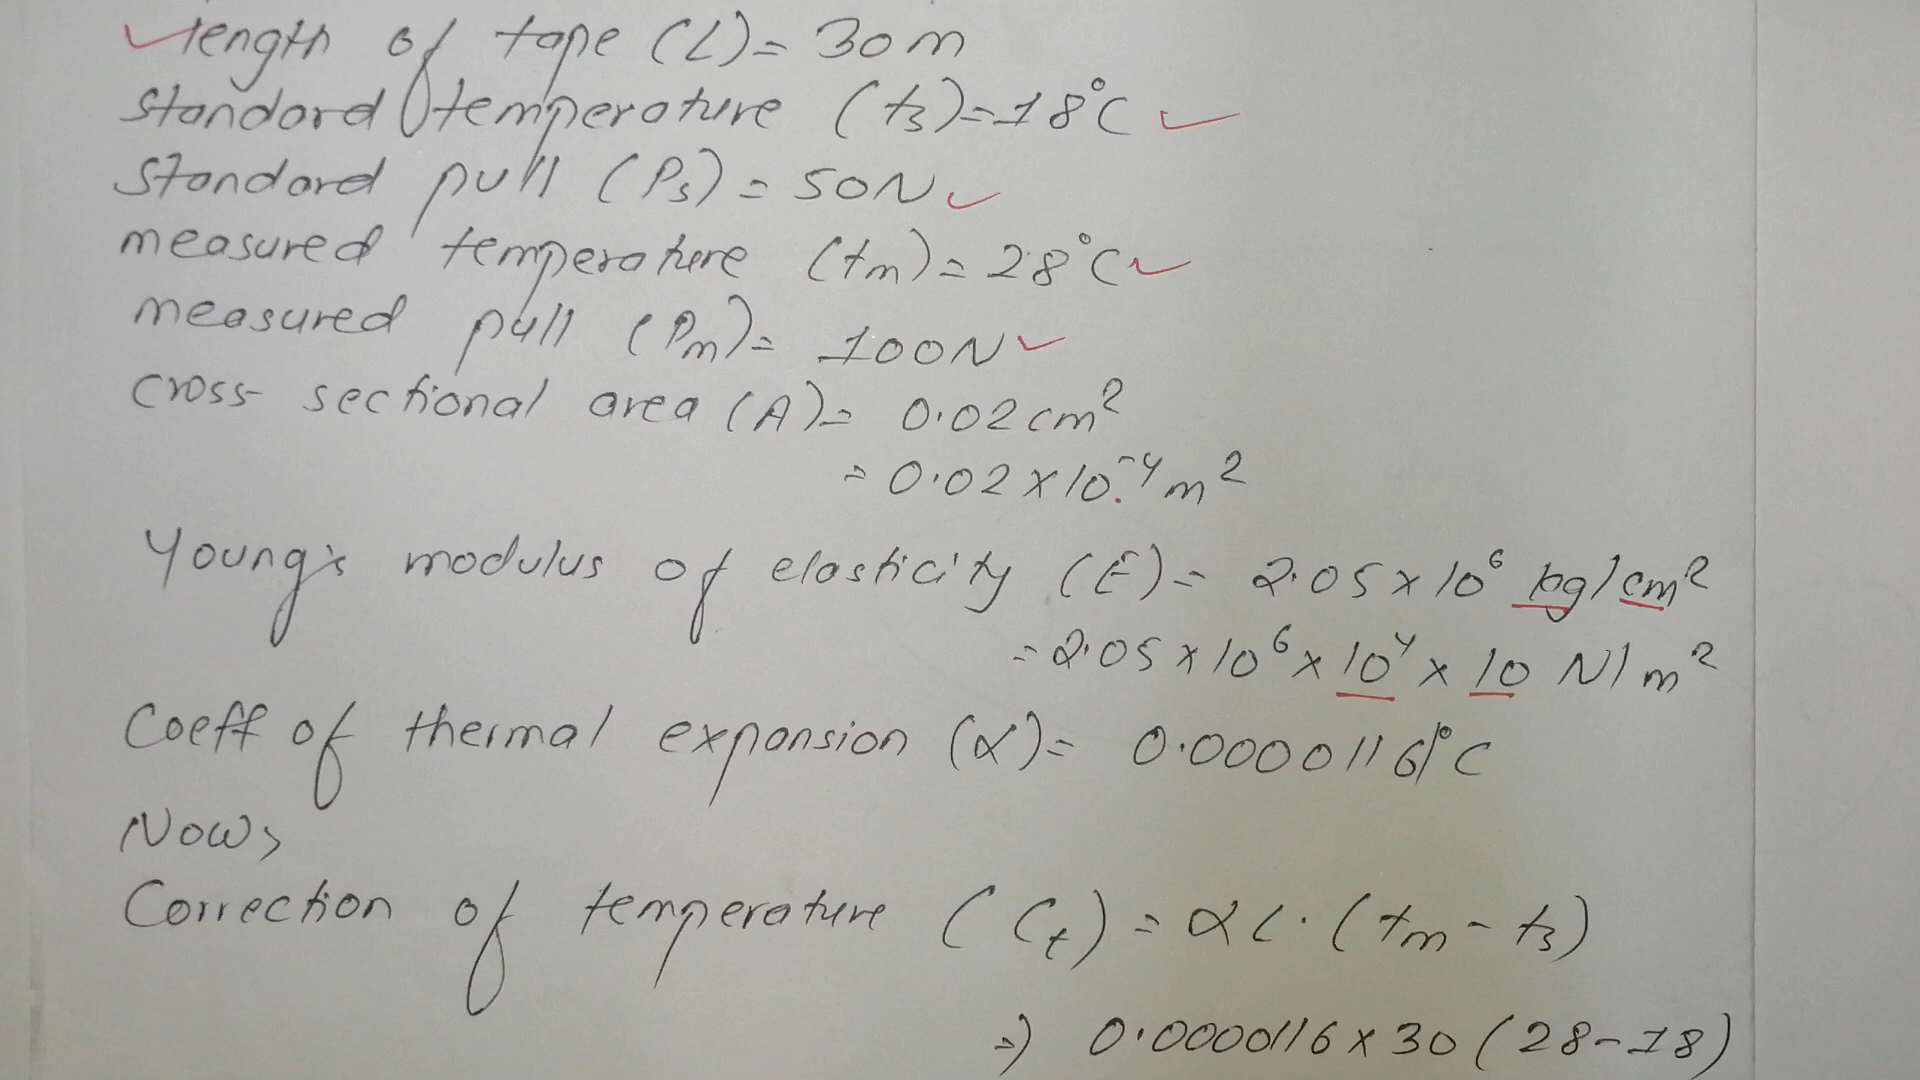 length of tape (L) = 30m
standard temperature (ts) = 18°C
standard pull (Ps) = 50N
measured temperature (tm) = 28°C
measured pull (Pm) = 100N
cross-sectional area (A) = 0.02 cm²
= 0.02 × 10⁻⁴ m²
Young's modulus of elasticity (E) = 2.05 × 10⁶ kg/cm²
= 2.05 × 10⁶ × 10⁴ × 10 N/m²
Coeff of thermal expansion (α) = 0.0000116/°C
Now,
Correction of temperature (Ct) = αL·(tm - ts)
⇒ 0.0000116 × 30 (28-18)